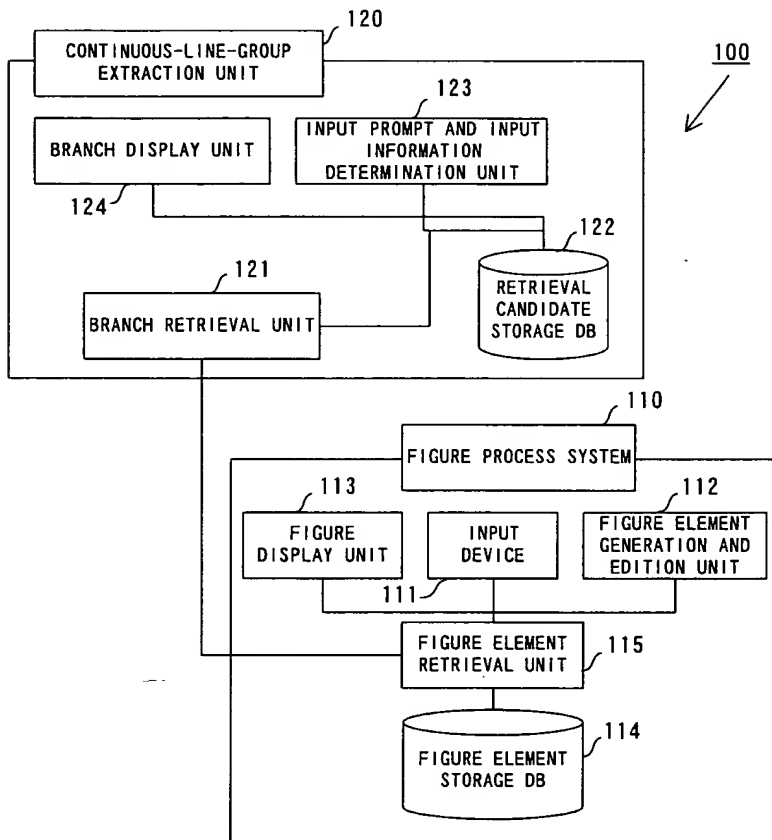 120
CONTINUOUS-LINE-GROUP
EXTRACTION UNIT
100
123
BRANCH DISPLAY UNIT
INPUT PROMPT AND INPUT
INFORMATION
DETERMINATION UNIT
124
122
121
RETRIEVAL
CANDIDATE
STORAGE DB
BRANCH RETRIEVAL UNIT
110
FIGURE PROCESS SYSTEM
113
112
FIGURE
DISPLAY UNIT
INPUT
DEVICE
FIGURE ELEMENT
GENERATION AND
EDITION UNIT
111
FIGURE ELEMENT
RETRIEVAL UNIT
115
FIGURE ELEMENT
STORAGE DB
114